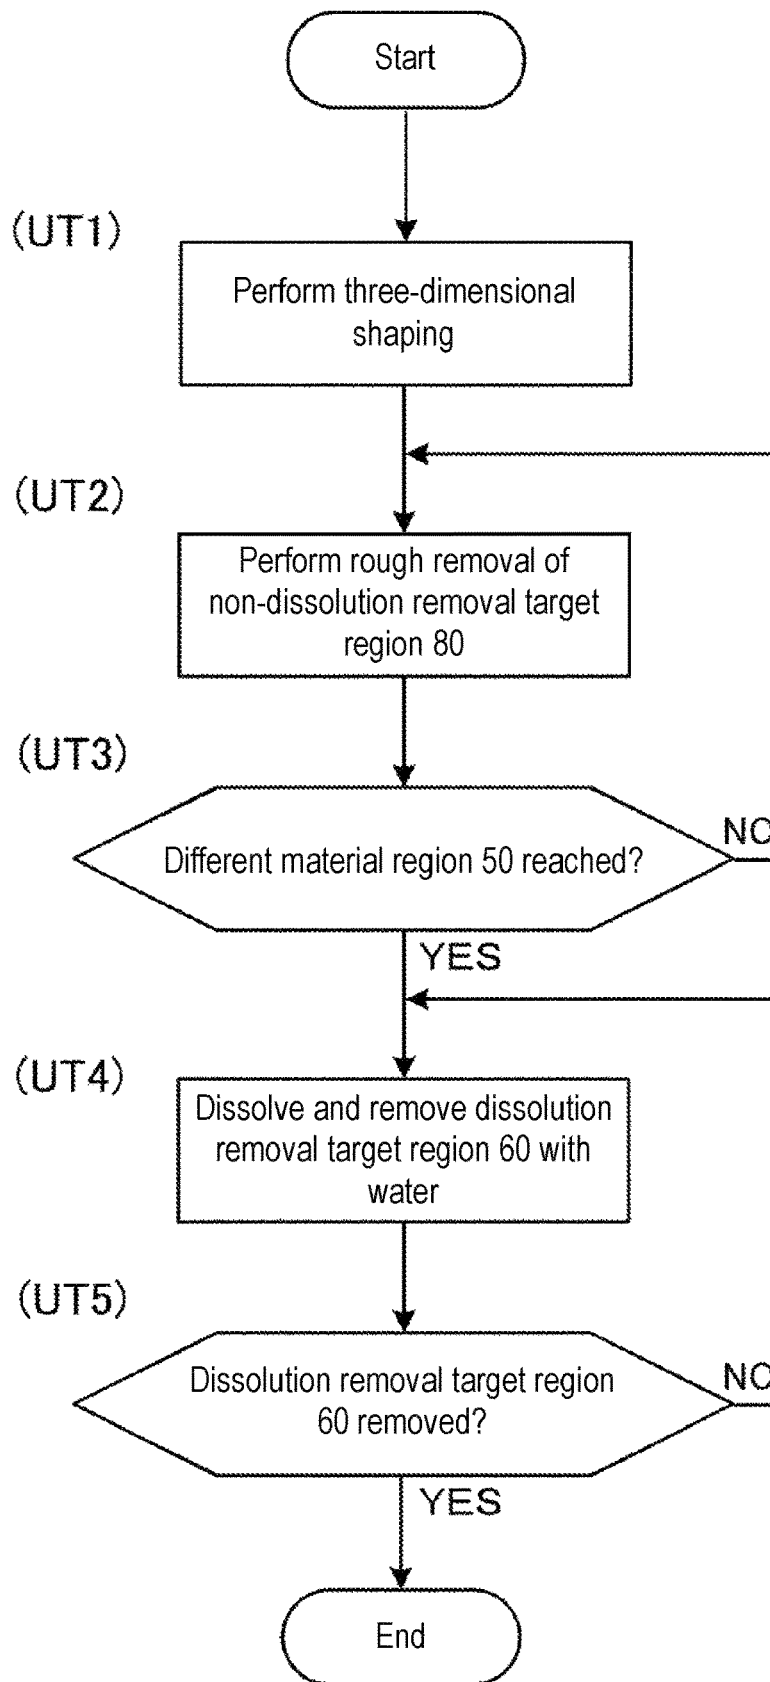 Start
(UT1)
Perform three-dimensional
shaping
(UT2)
Perform rough removal of
non-dissolution removal target
region 80
(UT3)
Different material region 50 reached?
NO
YES
(UT4)
Dissolve and remove dissolution
removal target region 60 with
water
(UT5)
Dissolution removal target region
60 removed?
NO
YES
End